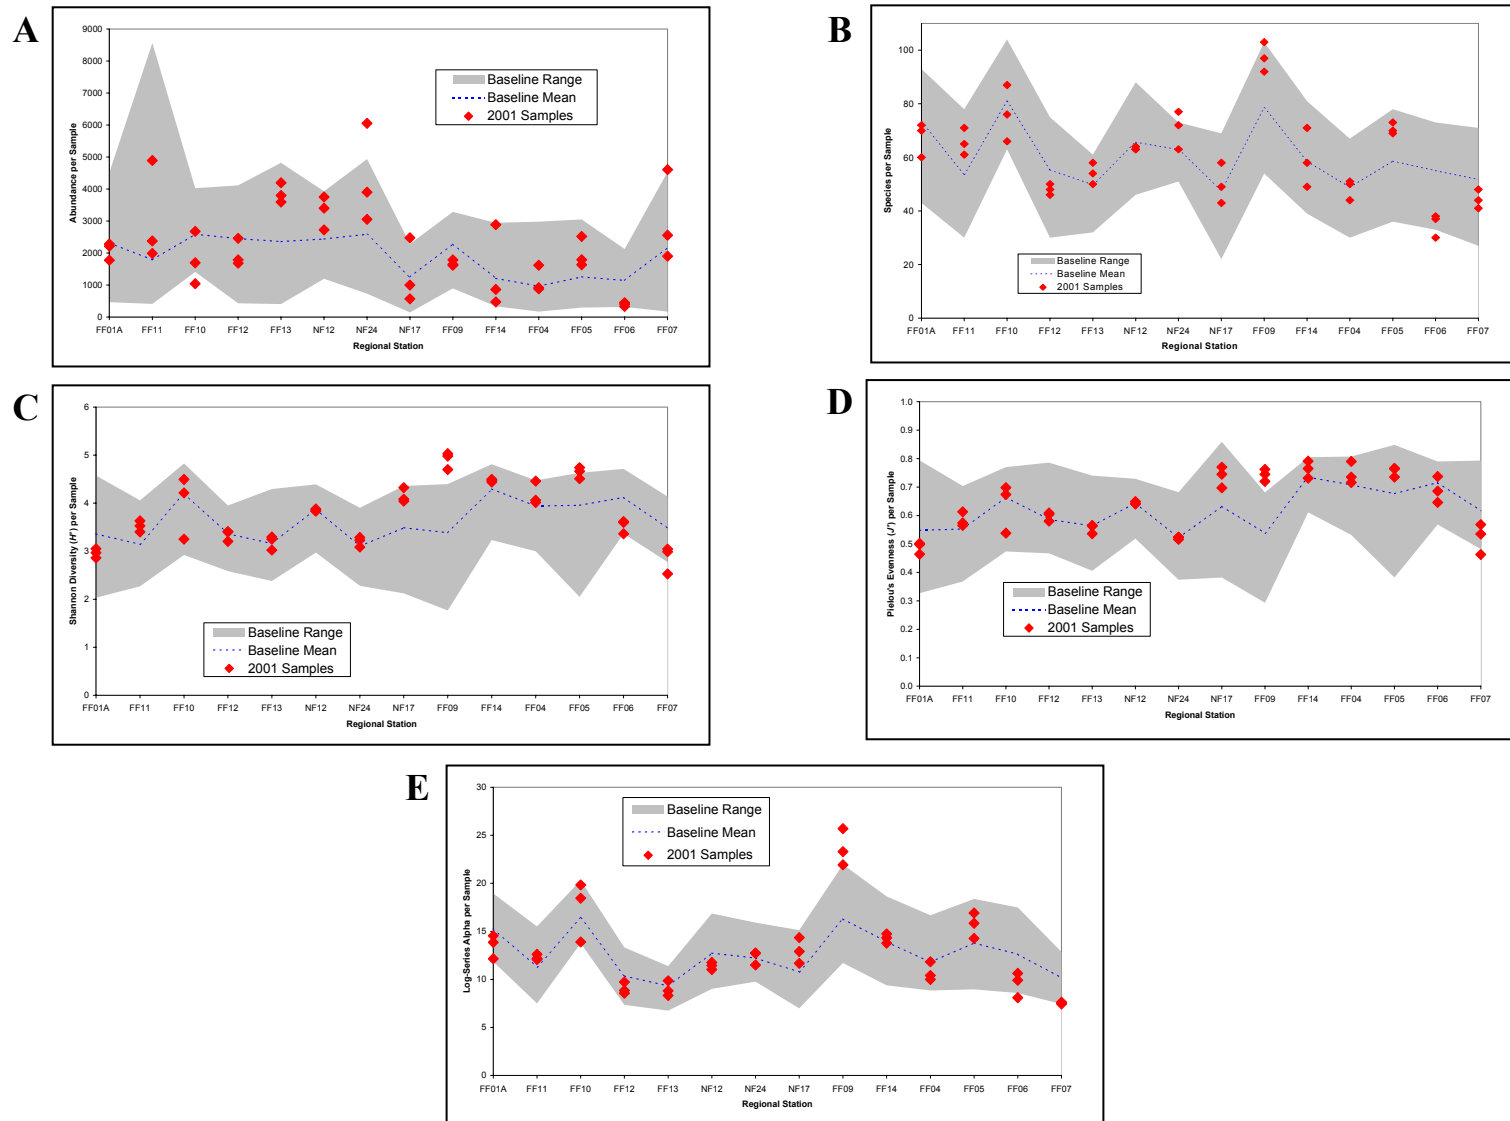 A
9000
8000
7000
6000
5000
4000
3000
2000
1000
0
Abundance per Sample
Baseline Range
Baseline Mean
2001 Samples
FF01A FF11 FF10 FF12 FF13 NF12 NF24 NF17 FF09 FF14 FF04 FF05 FF06 FF07
Regional Station
B
100
80
60
40
20
0
Species per Sample
Baseline Range
Baseline Mean
2001 Samples
FF01A FF11 FF10 FF12 FF13 NF12 NF24 NF17 FF09 FF14 FF04 FF05 FF06 FF07
Regional Station
C
6
5
4
3
2
1
0
Shannon Diversity (H') per Sample
Baseline Range
Baseline Mean
2001 Samples
FF01A FF11 FF10 FF12 FF13 NF12 NF24 NF17 FF09 FF14 FF04 FF05 FF06 FF07
Regional Station
D
1.0
0.9
0.8
0.7
0.6
0.5
0.4
0.3
0.2
0.1
0.0
Pielou's Evenness (J') per Sample
Baseline Range
Baseline Mean
2001 Samples
FF01A FF11 FF10 FF12 FF13 NF12 NF24 NF17 FF09 FF14 FF04 FF05 FF06 FF07
Regional Station
E
30
25
20
15
10
5
0
Log-Series Alpha per Sample
Baseline Range
Baseline Mean
2001 Samples
FF01A FF11 FF10 FF12 FF13 NF12 NF24 NF17 FF09 FF14 FF04 FF05 FF06 FF07
Regional Station